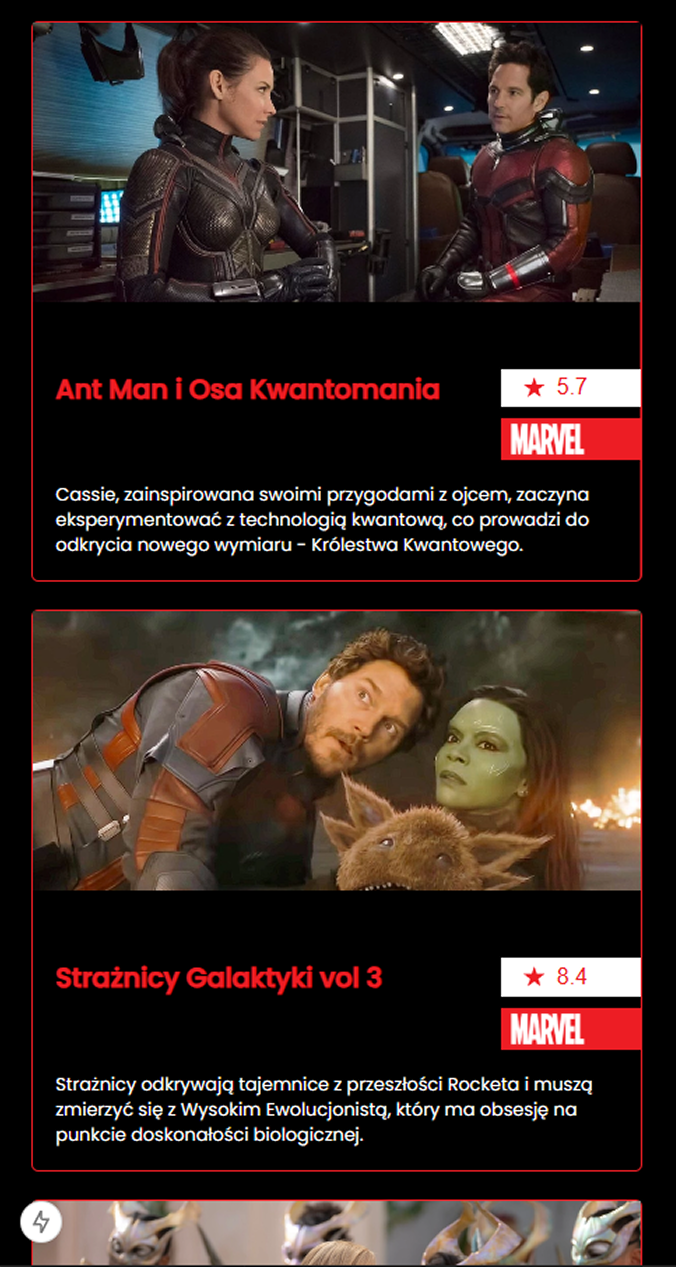 Ant Man i Osa Kwantomania
★ 5.7
MARVEL
Cassie, zainspirowana swoimi przygodami z ojcem, zaczyna
eksperymentować z technologią kwantową, co prowadzi do
odkrycia nowego wymiaru - Królestwa Kwantowego.
Strażnicy Galaktyki vol 3
★ 8.4
MARVEL
Strażnicy odkrywają tajemnice z przeszłości Rocketa i muszą
zmierzyć się z Wysokim Ewolucjonistą, który ma obsesję na
punkcie doskonałości biologicznej.